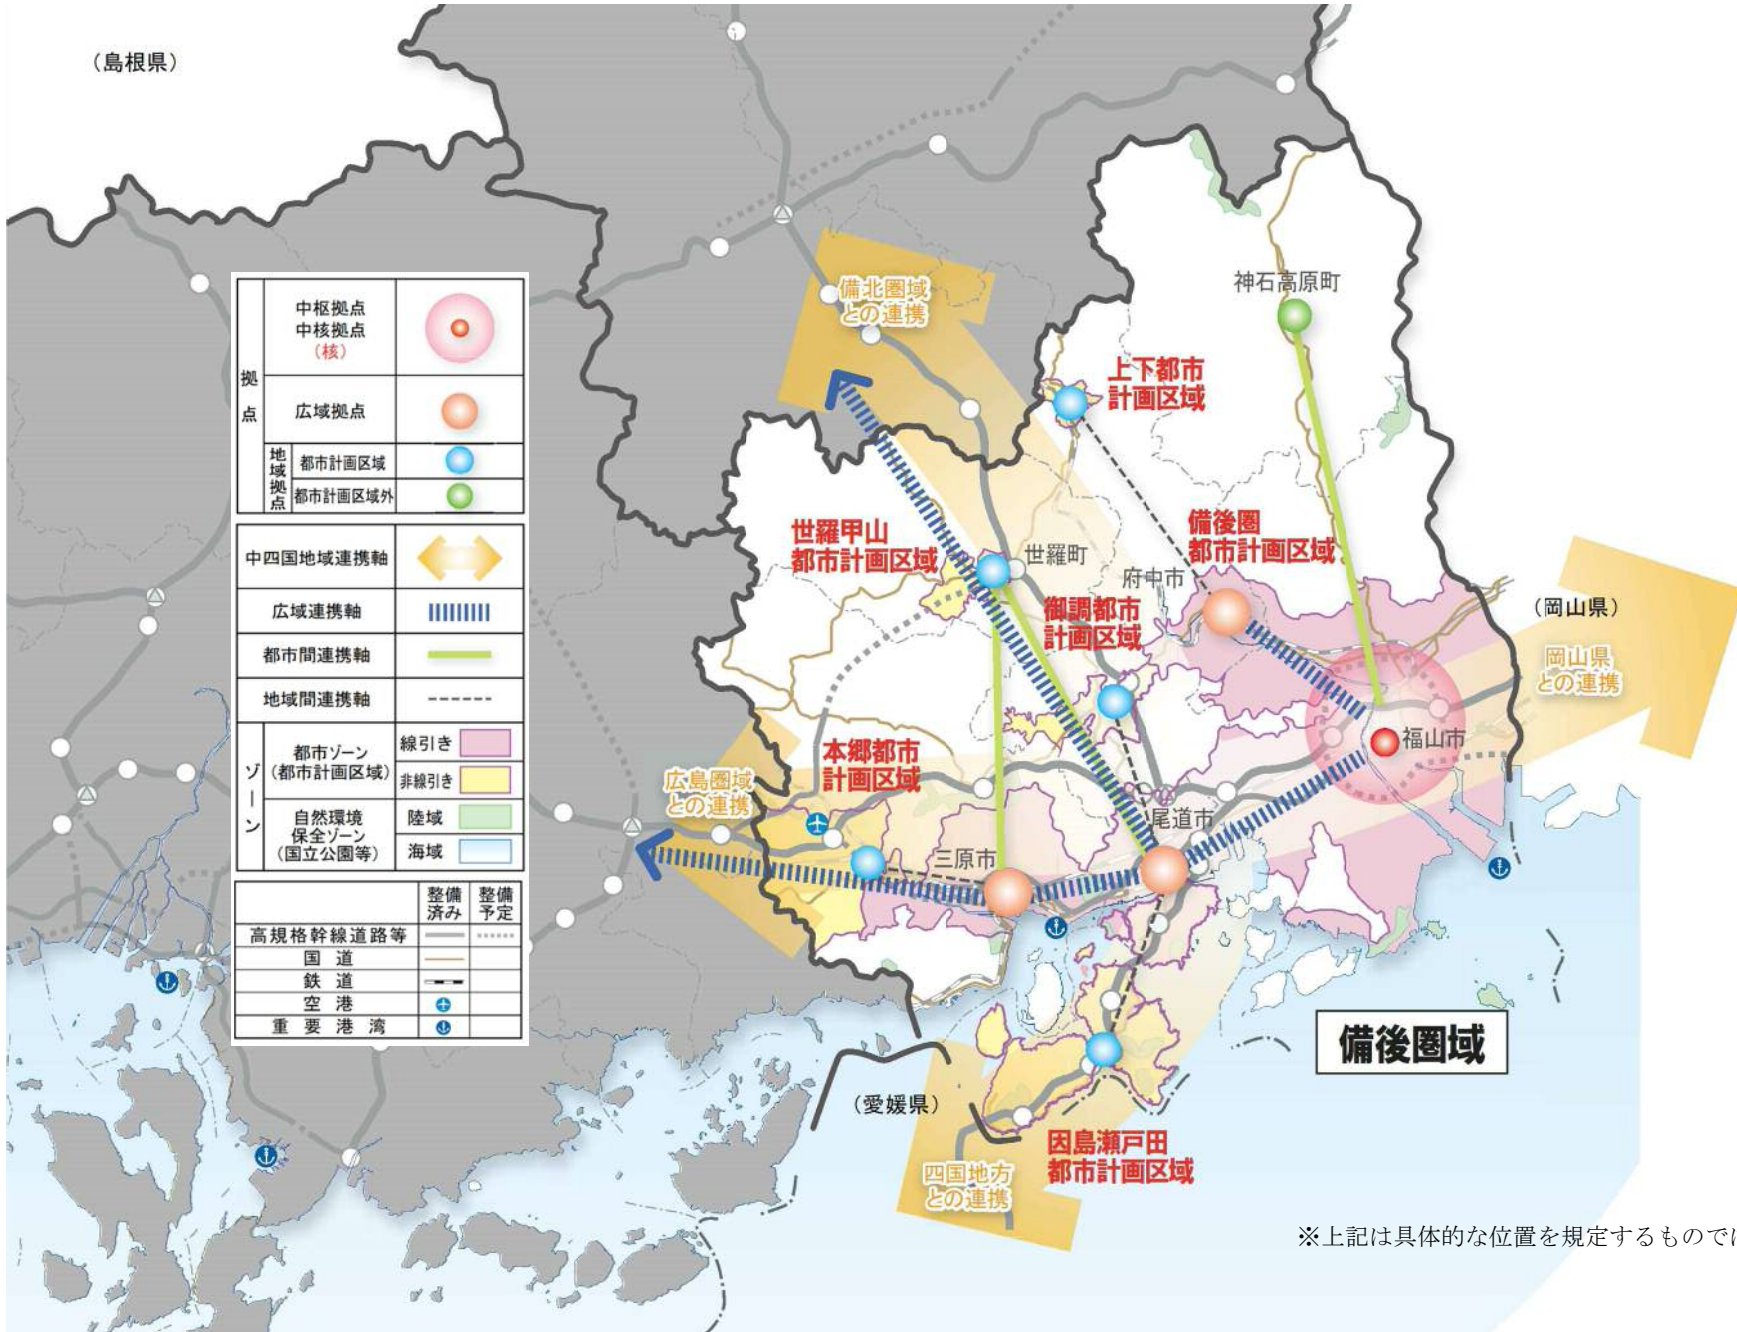 （島根県）
備北圏域
との連携
神石高原町
上下都市
計画区域
世羅甲山
都市計画区域
世羅町
備後圏
都市計画区域
府中市
御調都市
計画区域
（岡山県）
岡山県
との連携
福山市
本郷都市
計画区域
広島圏域
との連携
尾道市
三原市
備後圏域
（愛媛県）
因島瀬戸田
都市計画区域
四国地方
との連携
※上記は具体的な位置を規定するものでは
拠点
中枢拠点
中核拠点
（核）
広域拠点
地域拠点
都市計画区域
都市計画区域外
中四国地域連携軸
広域連携軸
都市間連携軸
地域間連携軸
ゾーン
都市ゾーン
（都市計画区域）
線引き
非線引き
自然環境
保全ゾーン
（国立公園等）
陸域
海域
整備
済み
整備
予定
高規格幹線道路等
国道
鉄道
空港
重要港湾